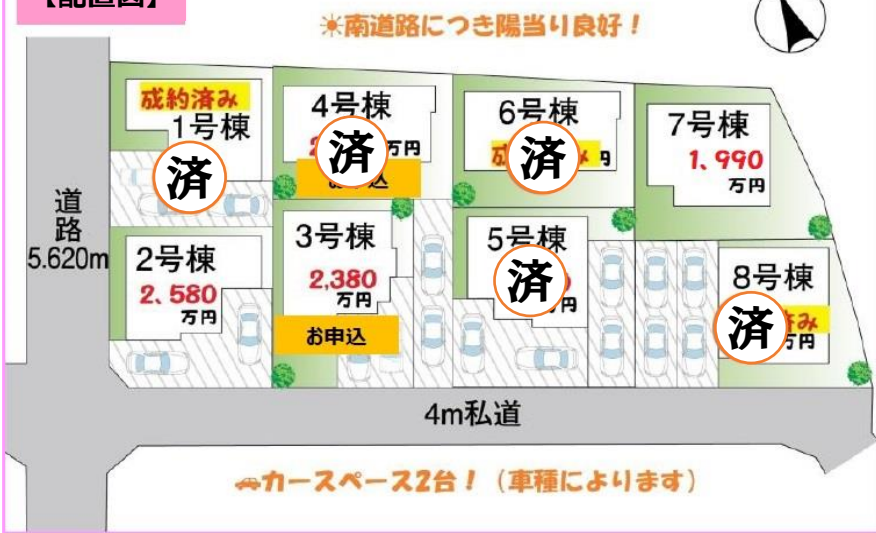 【配置図】
☀南道路につき陽当り良好！
成約済み
1号棟
済
4号棟
済
万円
6号棟
済
7号棟
1、990
万円
道路
5.620m
2号棟
2、580
万円
3号棟
2,380
万円
お申込
5号棟
済
万円
8号棟
済
万円
4m私道
カースペース2台！（車種によります）